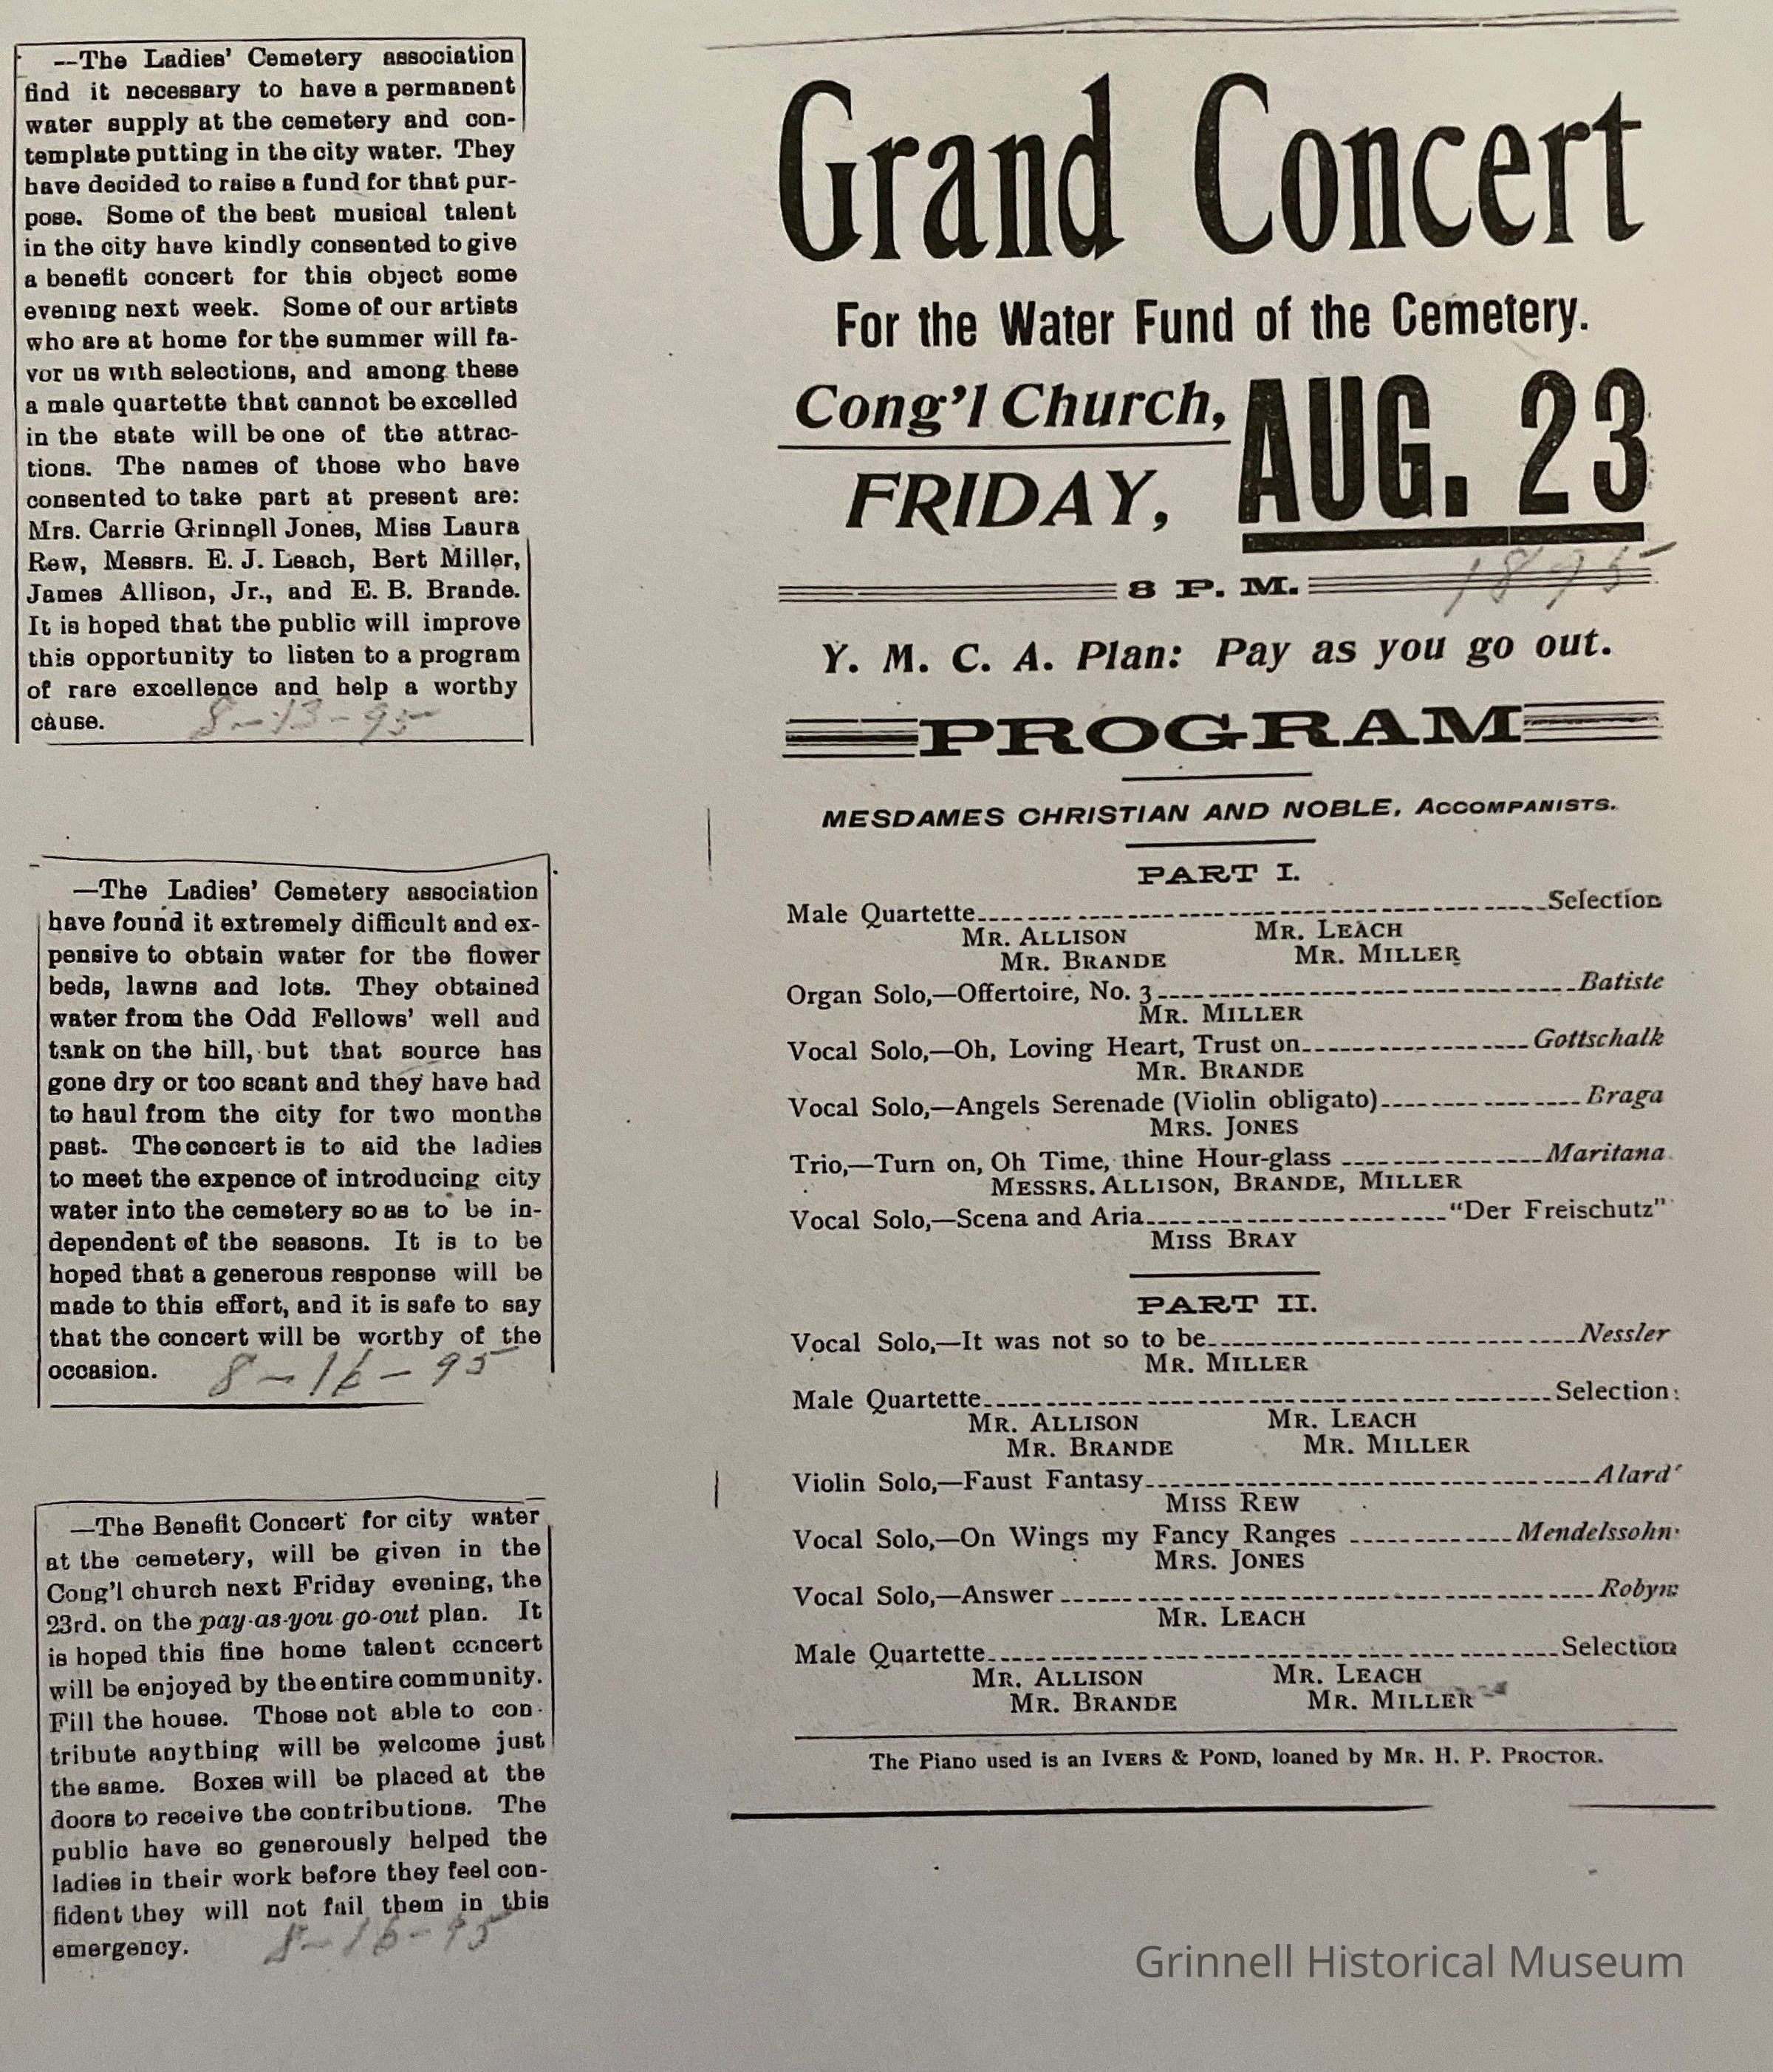 --The Ladies' Cemetery association
find it necessary to have a permanent
water supply at the cemetery and con-
template putting in the city water. They
have decided to raise a fund for that pur-
pose. Some of the best musical talent
in the city have kindly consented to give
a benefit concert for this object some
evening next week. Some of our artists
who are at home for the summer will fa-
vor us with selections, and among these
a male quartette that cannot be excelled
in the state will be one of the attrac-
tions. The names of those who have
consented to take part at present are:
Mrs. Carrie Grinnell Jones, Miss Laura
Rew, Messrs. E. J. Leach, Bert Miller,
James Allison, Jr., and E. B. Brande.
It is hoped that the public will improve
this opportunity to listen to a program
of rare excellence and help a worthy
cause. 8-13-95
—The Ladies' Cemetery association
have found it extremely difficult and ex-
pensive to obtain water for the flower
beds, lawns and lots. They obtained
water from the Odd Fellows' well and
tank on the hill, but that source has
gone dry or too scant and they have had
to haul from the city for two months
past. The concert is to aid the ladies
to meet the expence of introducing city
water into the cemetery so as to be in-
dependent of the seasons. It is to be
hoped that a generous response will be
made to this effort, and it is safe to say
that the concert will be worthy of the
occasion. 8-16-95
—The Benefit Concert for city water
at the cemetery, will be given in the
Cong'l church next Friday evening, the
23rd. on the pay-as-you go-out plan. It
is hoped this fine home talent concert
will be enjoyed by the entire community.
Fill the house. Those not able to con-
tribute anything will be welcome just
the same. Boxes will be placed at the
doors to receive the contributions. The
public have so generously helped the
ladies in their work before they feel con-
fident they will not fail them in this
emergency. 8-16-95
Grand Concert
For the Water Fund of the Cemetery.
Cong'l Church,
FRIDAY, AUG. 23
1895
8 P. M.
Y. M. C. A. Plan: Pay as you go out.
PROGRAM
MESDAMES CHRISTIAN AND NOBLE, ACCOMPANISTS.
PART I.
Male Quartette Selection
MR. ALLISON MR. LEACH
MR. BRANDE MR. MILLER
Organ Solo,—Offertoire, No. 3 Batiste
MR. MILLER
Vocal Solo,—Oh, Loving Heart, Trust on Gottschalk
MR. BRANDE
Vocal Solo,—Angels Serenade (Violin obligato) Braga
MRS. JONES
Trio,—Turn on, Oh Time, thine Hour-glass Maritana
MESSRS. ALLISON, BRANDE, MILLER
Vocal Solo,—Scena and Aria "Der Freischutz"
MISS BRAY
PART II.
Vocal Solo,—It was not so to be Nessler
MR. MILLER
Male Quartette Selection
MR. ALLISON MR. LEACH
MR. BRANDE MR. MILLER
Violin Solo,—Faust Fantasy Alard
MISS REW
Vocal Solo,—On Wings my Fancy Ranges Mendelssohn
MRS. JONES
Vocal Solo,—Answer Robyn
MR. LEACH
Male Quartette Selection
MR. ALLISON MR. LEACH
MR. BRANDE MR. MILLER
The Piano used is an IVERS & POND, loaned by MR. H. P. PROCTOR.
Grinnell Historical Museum